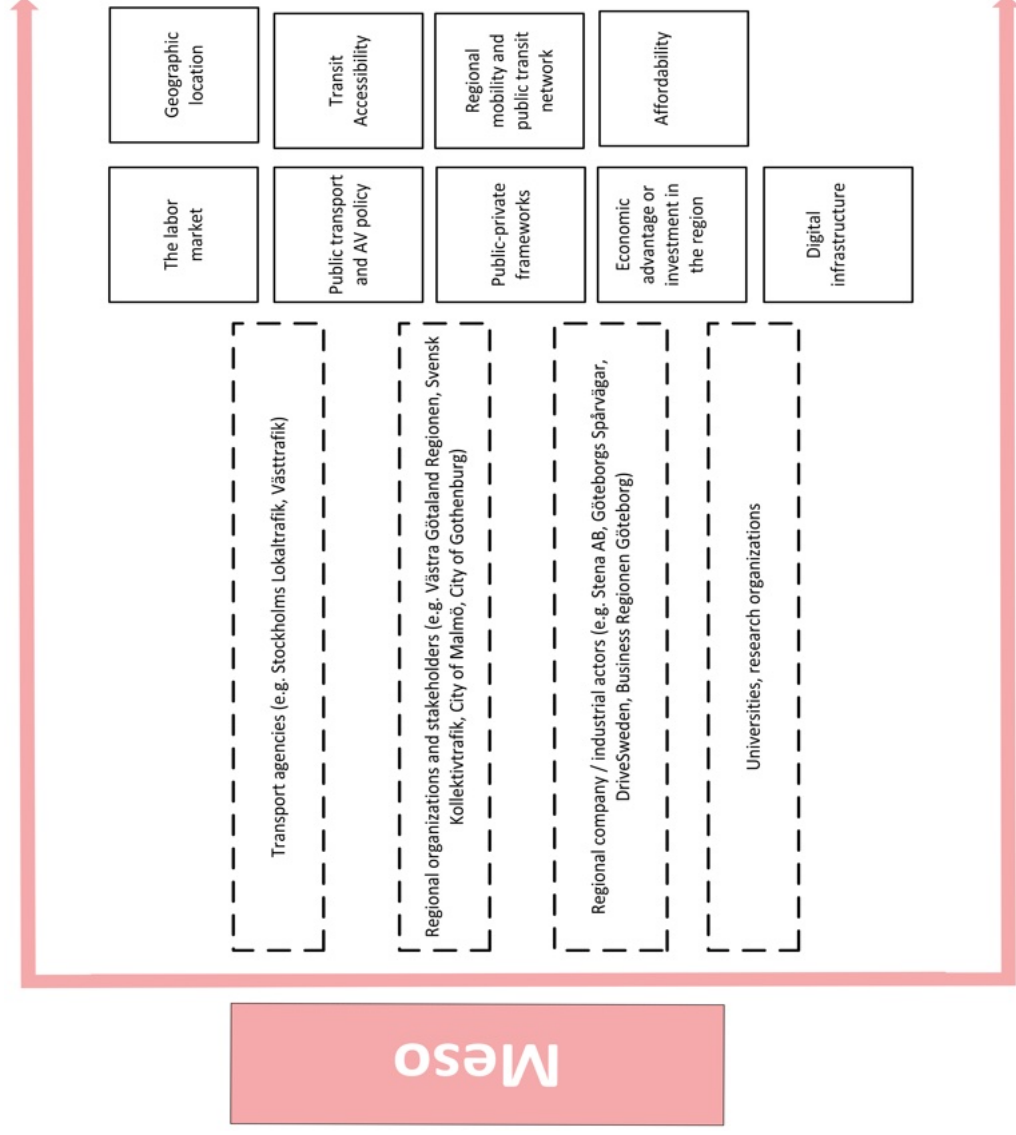 Meso
Transport agencies (e.g. Stockholms Lokaltrafik, Västtrafik)
Regional organizations and stakeholders (e.g. Västra Götaland Regionen, Svensk
Kollektivtrafik, City of Malmö, City of Gothenburg)
Regional company / industrial actors (e.g. Stena AB, Göteborgs Spårvägar,
DriveSweden, Business Regionen Göteborg)
Universities, research organizations
The labor
market
Public transport
and AV policy
Public-private
frameworks
Economic
advantage or
investment in
the region
Digital
infrastructure
Geographic
location
Transit
Accessibility
Regional
mobility and
public transit
network
Affordability